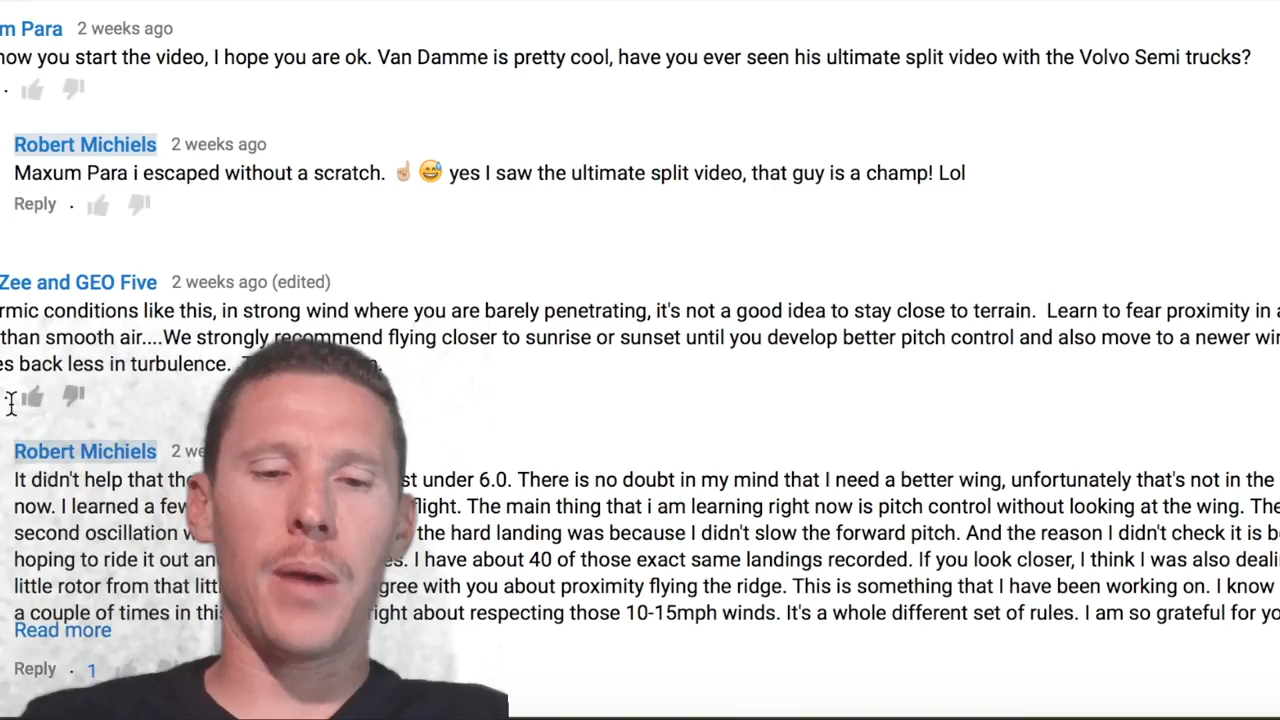 m Para 2 weeks ago
how you start the video, I hope you are ok. Van Damme is pretty cool, have you ever seen his ultimate split video with the Volvo Semi trucks?
Robert Michiels 2 weeks ago
Maxum Para i escaped without a scratch. ☝🏼😅 yes I saw the ultimate split video, that guy is a champ! Lol
Reply ·
Zee and GEO Five 2 weeks ago (edited)
rmic conditions like this, in strong wind where you are barely penetrating, it's not a good idea to stay close to terrain. Learn to fear proximity in a
than smooth air....We strongly recommend flying closer to sunrise or sunset until you develop better pitch control and also move to a newer wi
es back less in turbulence.
Robert Michiels 2 we
It didn't help that the st under 6.0. There is no doubt in my mind that I need a better wing, unfortunately that's not in the
now. I learned a few flight. The main thing that i am learning right now is pitch control without looking at the wing. The
second oscillation w the hard landing was because I didn't slow the forward pitch. And the reason I didn't check it is b
hoping to ride it out an es. I have about 40 of those exact same landings recorded. If you look closer, I think I was also deali
little rotor from that litt gree with you about proximity flying the ridge. This is something that I have been working on. I know
a couple of times in this right about respecting those 10-15mph winds. It's a whole different set of rules. I am so grateful for yo
Read more
Reply · 1